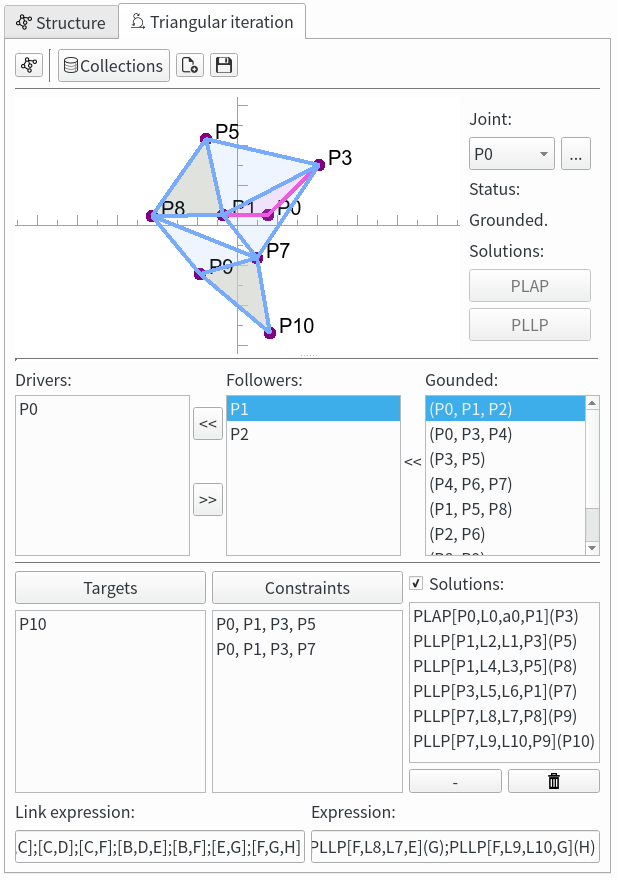 Structure
Triangular iteration
Collections
P5
P3
P8
P1
P0
P7
P9
P10
Joint:
P0
...
Status:
Grounded.
Solutions:
PLAP
PLLP
Drivers:
Followers:
Gounded:
P0
<<
>>
P1
P2
<<
(P0, P1, P2)
(P0, P3, P4)
(P3, P5)
(P4, P6, P7)
(P1, P5, P8)
(P2, P6)
Targets
Constraints
Solutions:
P10
P0, P1, P3, P5
P0, P1, P3, P7
PLAP[P0,L0,a0,P1](P3)
PLLP[P1,L2,L1,P3](P5)
PLLP[P1,L4,L3,P5](P8)
PLLP[P3,L5,L6,P1](P7)
PLLP[P7,L8,L7,P8](P9)
PLLP[P7,L9,L10,P9](P10)
-
Link expression:
Expression:
,C];[C,D];[C,F];[B,D,E];[B,F];[E,G];[F,G,H]
PLLP[F,L8,L7,E](G);PLLP[F,L9,L10,G](H)